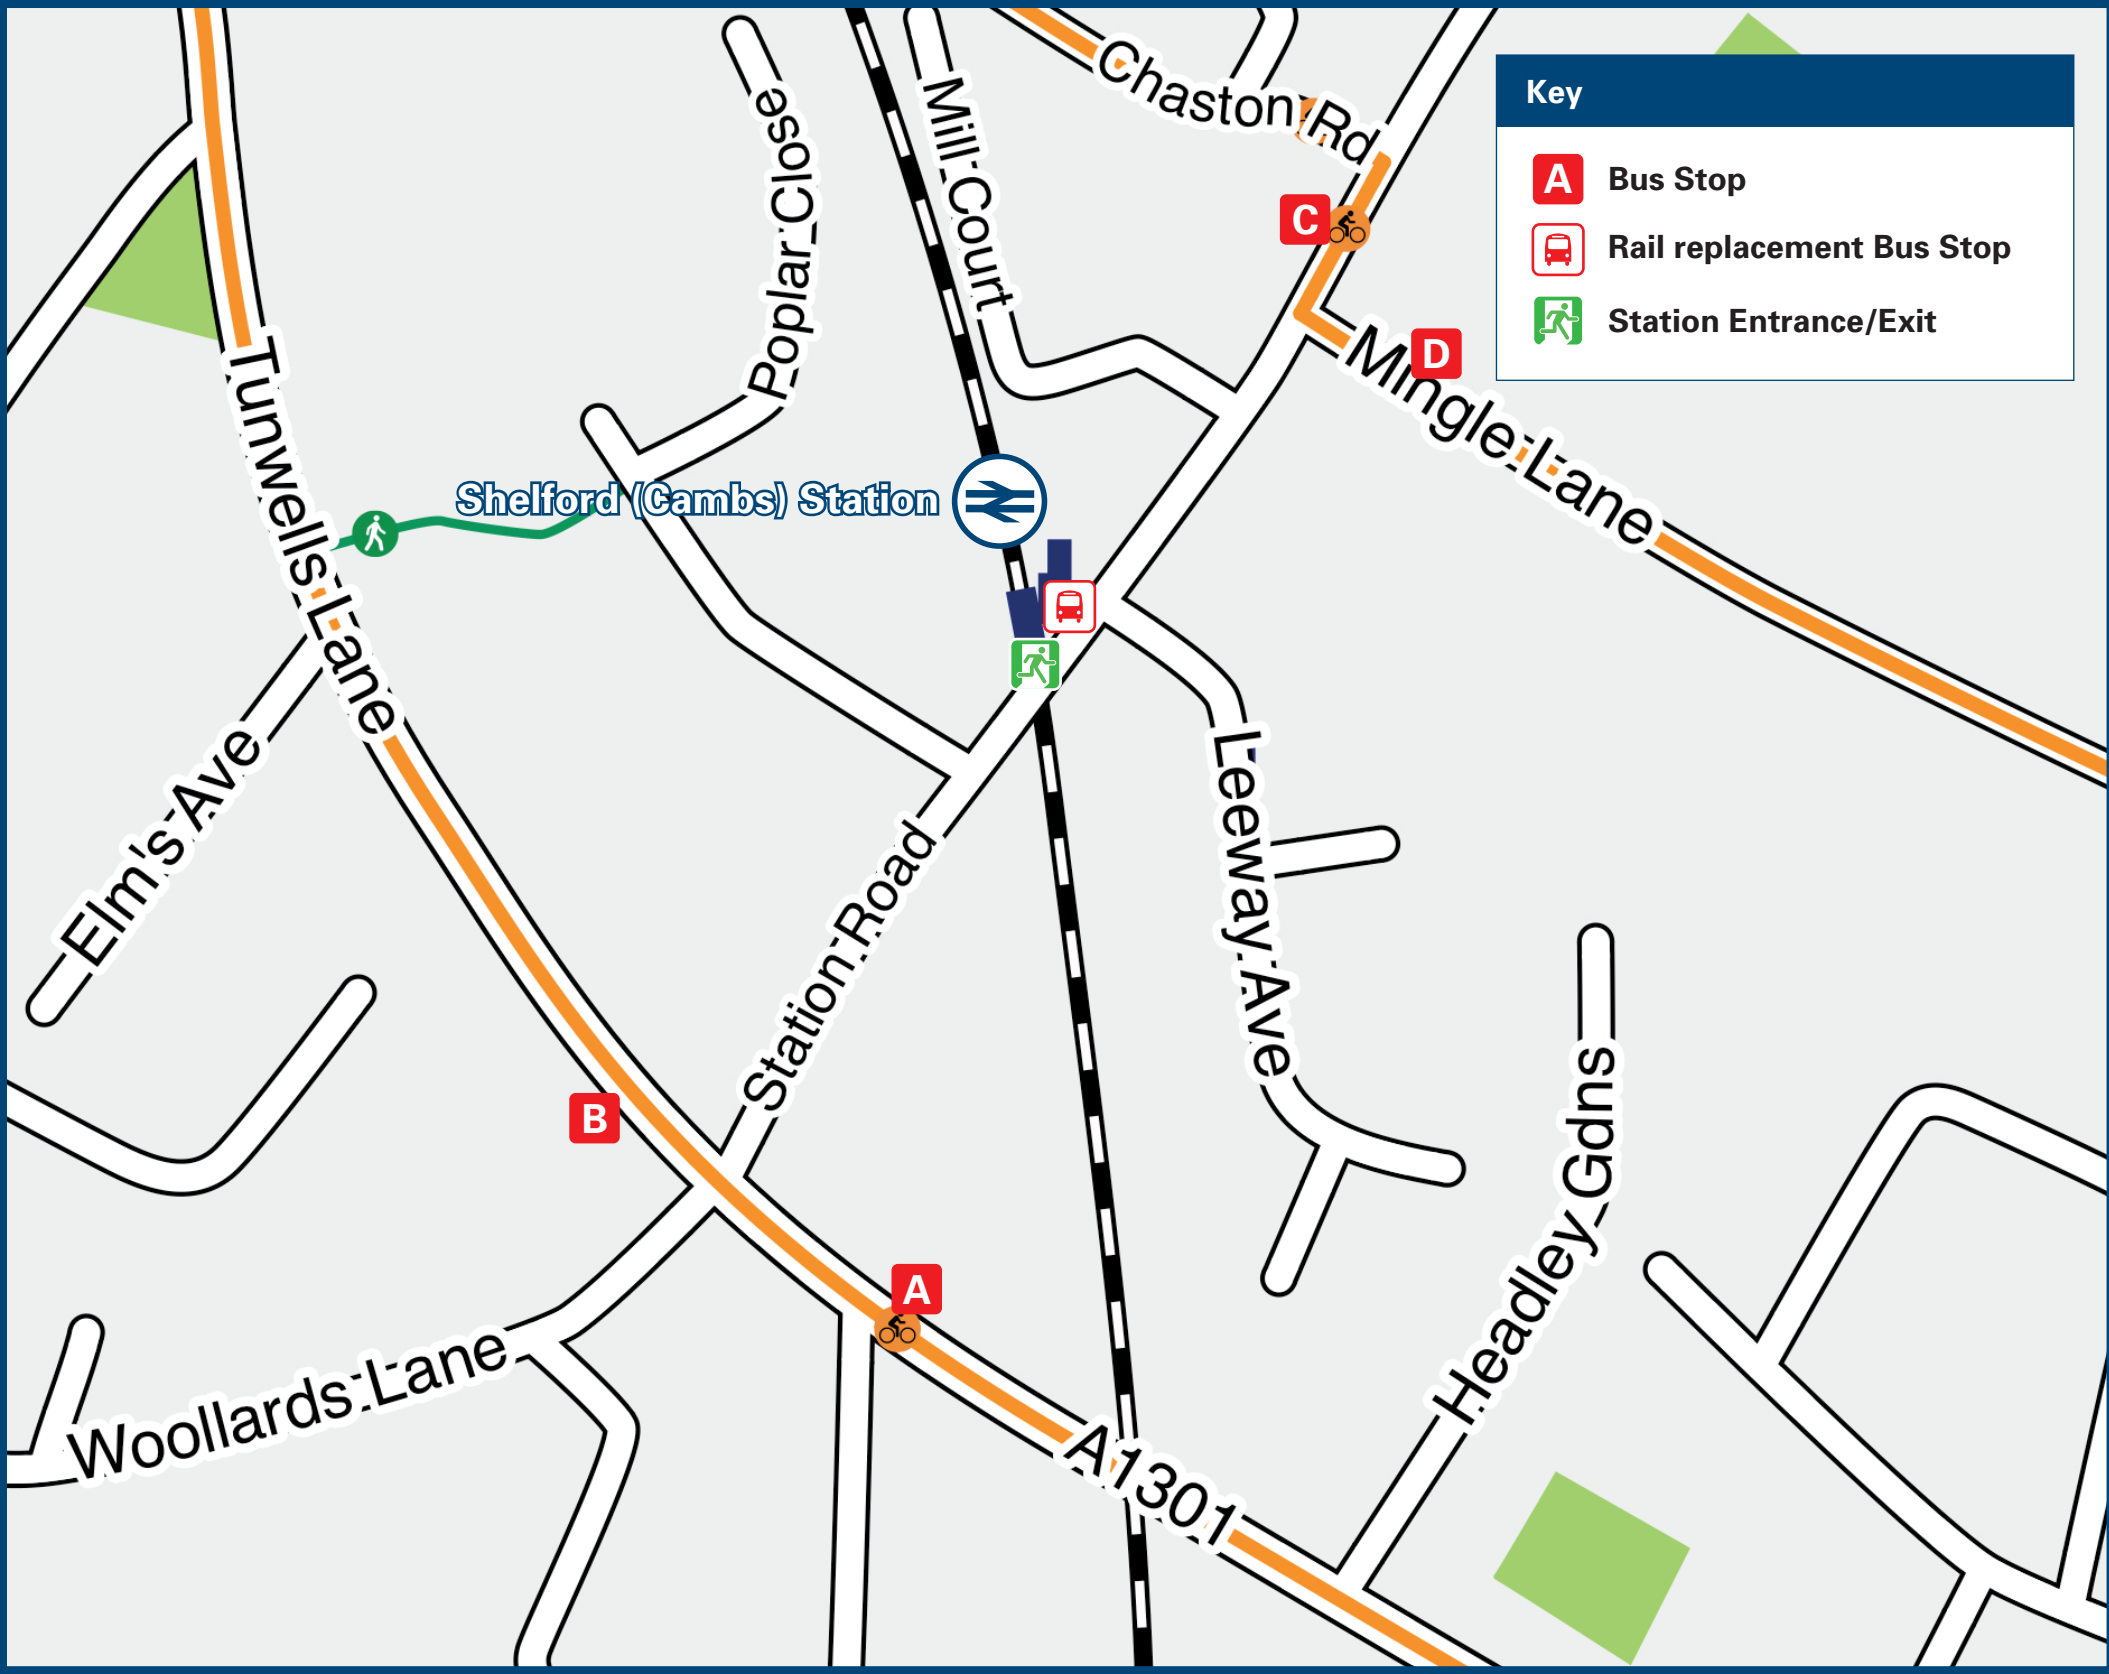 Chaston Rd
Key
A Bus Stop
Rail replacement Bus Stop
Station Entrance/Exit
Poplar Close
Mill Court
C
D
Mingle Lane
Tunwells Lane
Shelford (Cambs) Station
Elm's Ave
Leeway Ave
Station Road
Headley Gdns
B
A
Woollards Lane
A1301